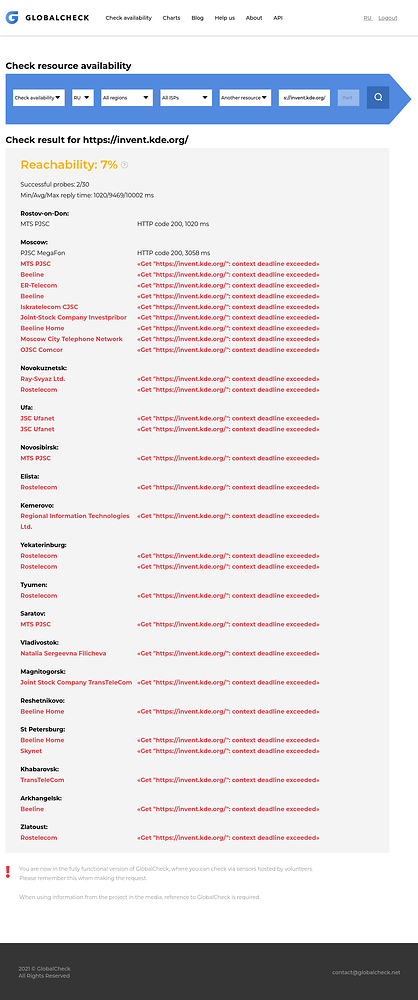 GLOBALCHECK
Check availability Charts Blog Help us About API
RU Logout
Check resource availability
Check availability RU All regions All ISPs Another resource s://invent.kde.org/ Port
Check result for https://invent.kde.org/
Reachability: 7% ?
Successful probes: 2/30
Min/Avg/Max reply time: 1020/9469/10002 ms
Rostov-on-Don:
MTS PJSC HTTP code 200, 1020 ms
Moscow:
PJSC MegaFon HTTP code 200, 3058 ms
MTS PJSC «Get "https://invent.kde.org/": context deadline exceeded»
Beeline «Get "https://invent.kde.org/": context deadline exceeded»
ER-Telecom «Get "https://invent.kde.org/": context deadline exceeded»
Beeline «Get "https://invent.kde.org/": context deadline exceeded»
Iskratelecom CJSC «Get "https://invent.kde.org/": context deadline exceeded»
Joint-Stock Company Investpribor «Get "https://invent.kde.org/": context deadline exceeded»
Beeline Home «Get "https://invent.kde.org/": context deadline exceeded»
Moscow City Telephone Network «Get "https://invent.kde.org/": context deadline exceeded»
OJSC Comcor «Get "https://invent.kde.org/": context deadline exceeded»
Novokuznetsk:
Ray-Svyaz Ltd. «Get "https://invent.kde.org/": context deadline exceeded»
Rostelecom «Get "https://invent.kde.org/": context deadline exceeded»
Ufa:
JSC Ufanet «Get "https://invent.kde.org/": context deadline exceeded»
JSC Ufanet «Get "https://invent.kde.org/": context deadline exceeded»
Novosibirsk:
MTS PJSC «Get "https://invent.kde.org/": context deadline exceeded»
Elista:
Rostelecom «Get "https://invent.kde.org/": context deadline exceeded»
Kemerovo:
Regional Information Technologies «Get "https://invent.kde.org/": context deadline exceeded»
Ltd.
Yekaterinburg:
Rostelecom «Get "https://invent.kde.org/": context deadline exceeded»
Rostelecom «Get "https://invent.kde.org/": context deadline exceeded»
Tyumen:
Rostelecom «Get "https://invent.kde.org/": context deadline exceeded»
Saratov:
MTS PJSC «Get "https://invent.kde.org/": context deadline exceeded»
Vladivostok:
Natalia Sergeevna Filicheva «Get "https://invent.kde.org/": context deadline exceeded»
Magnitogorsk:
Joint Stock Company TransTeleCom «Get "https://invent.kde.org/": context deadline exceeded»
Reshetnikovo:
Beeline Home «Get "https://invent.kde.org/": context deadline exceeded»
St Petersburg:
Beeline Home «Get "https://invent.kde.org/": context deadline exceeded»
Skynet «Get "https://invent.kde.org/": context deadline exceeded»
Khabarovsk:
TransTeleCom «Get "https://invent.kde.org/": context deadline exceeded»
Arkhangelsk:
Beeline «Get "https://invent.kde.org/": context deadline exceeded»
Zlatoust:
Rostelecom «Get "https://invent.kde.org/": context deadline exceeded»
! You are now in the fully functional version of GlobalCheck, where you can check via sensors hosted by volunteers.
Please remember this when making the request.
When using information from the project in the media, reference to GlobalCheck is required.
2021 © GlobalCheck
All Rights Reserved
contact@globalcheck.net